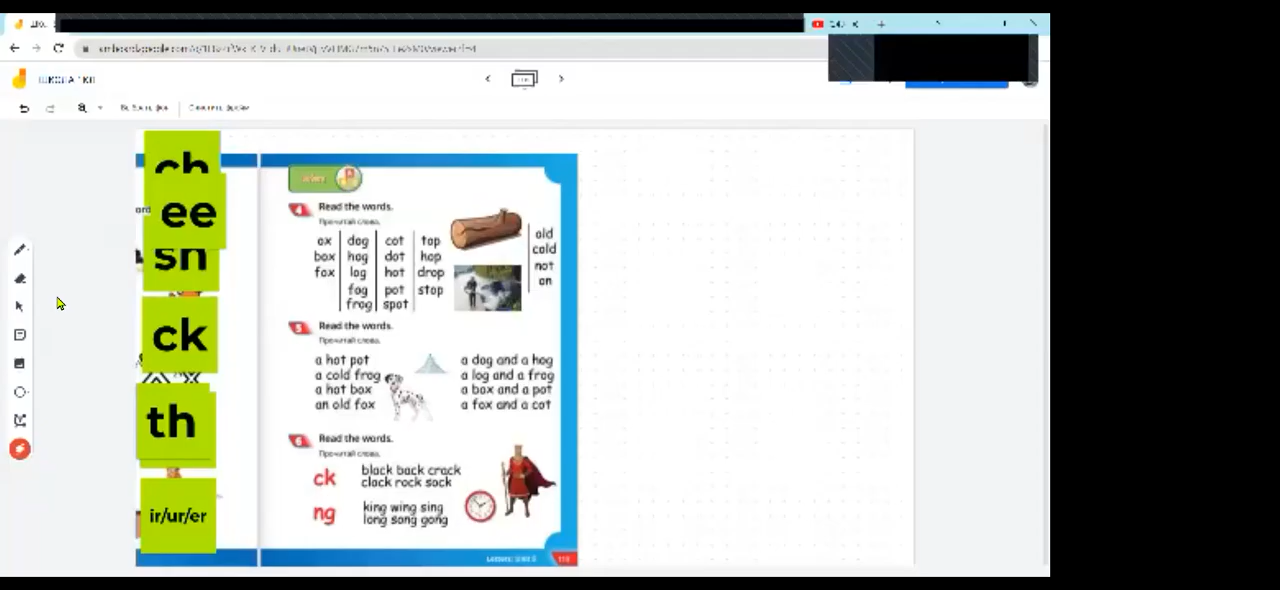 ch
ee
sh
ck
th
ir/ur/er
4 Read the words.
Прочитай слова.
ox dog cot top
box hog dot hop
fox log hot drop
fog pot stop
frog spot
old
cold
not
on
5 Read the words.
Прочитай слова.
a hot pot
a cold frog
a hot box
an old fox
a dog and a hog
a log and a frog
a box and a pot
a fox and a cot
6 Read the words.
Прочитай слова.
ck
black back crack
clock rock sock
ng
king wing sing
long song gong